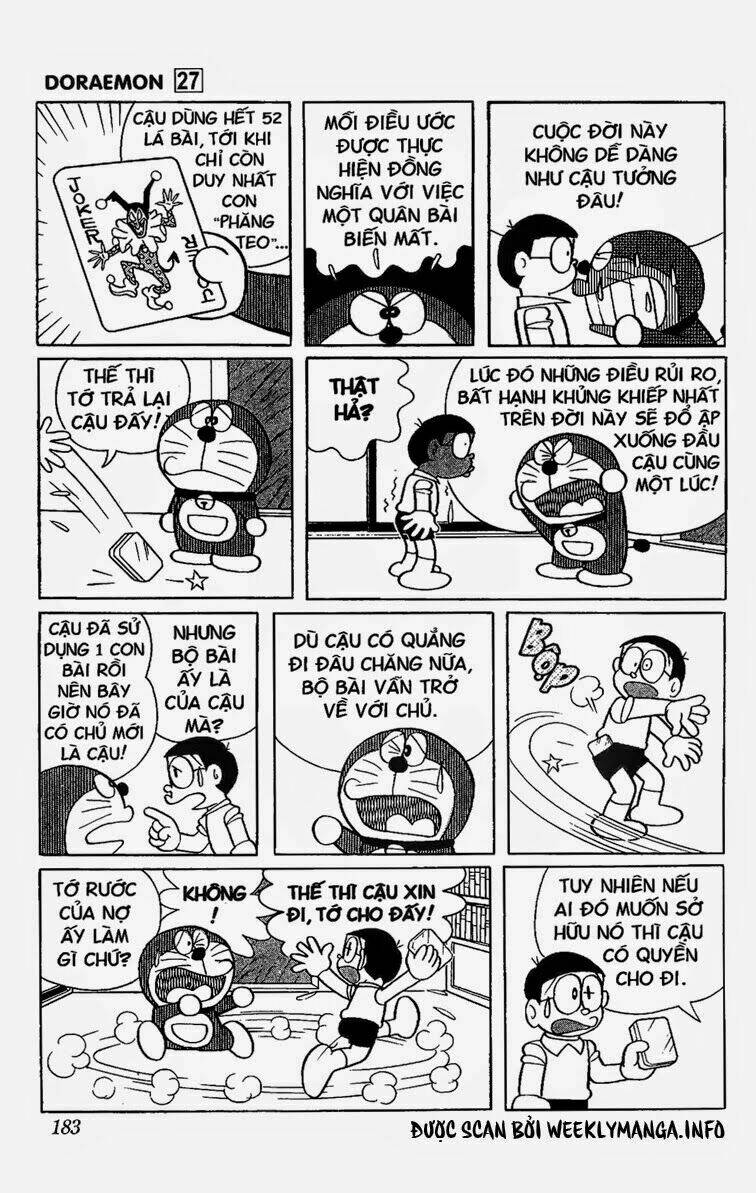 DORAEMON 27
CUỘC ĐỜI NÀY
KHÔNG DỄ DÀNG
NHƯ CẬU TƯỞNG
ĐÂU!
MỖI ĐIỀU ƯỚC
ĐƯỢC THỰC
HIỆN ĐỒNG
NGHĨA VỚI VIỆC
MỘT QUÂN BÀI
BIẾN MẤT.
CẬU DÙNG HẾT 52
LÁ BÀI, TỚI KHI
CHỈ CÒN
DUY NHẤT
CON
"PHĂNG
TEO"...
JOKER
LÚC ĐÓ NHỮNG ĐIỀU RỦI RO,
BẤT HẠNH KHỦNG KHIẾP NHẤT
TRÊN ĐỜI NÀY SẼ ĐỔ ẬP
XUỐNG ĐẦU
CẬU CÙNG
MỘT LÚC!
THẬT
HẢ?
THẾ THÌ
TỚ TRẢ LẠI
CẬU ĐẤY!
BỘP
DÙ CẬU CÓ QUẲNG
ĐI ĐÂU CHĂNG NỮA,
BỘ BÀI VẪN TRỞ
VỀ VỚI CHỦ.
NHƯNG
BỘ BÀI
ẤY LÀ
CỦA CẬU
MÀ?
CẬU ĐÃ SỬ
DỤNG 1 CON
BÀI RỒI
NÊN BÂY
GIỜ NÓ ĐÃ
CÓ CHỦ MỚI
LÀ CẬU!
TUY NHIÊN NẾU
AI ĐÓ MUỐN SỞ
HỮU NÓ THÌ CẬU
CÓ QUYỀN
CHO ĐI.
THẾ THÌ CẬU XIN
ĐI, TỚ CHO ĐẤY!
KHÔNG
!
TỚ RƯỚC
CỦA NỢ
ẤY LÀM
GÌ CHỨ?
183
ĐƯỢC SCAN BỞI WEEKLYMANGA.INFO